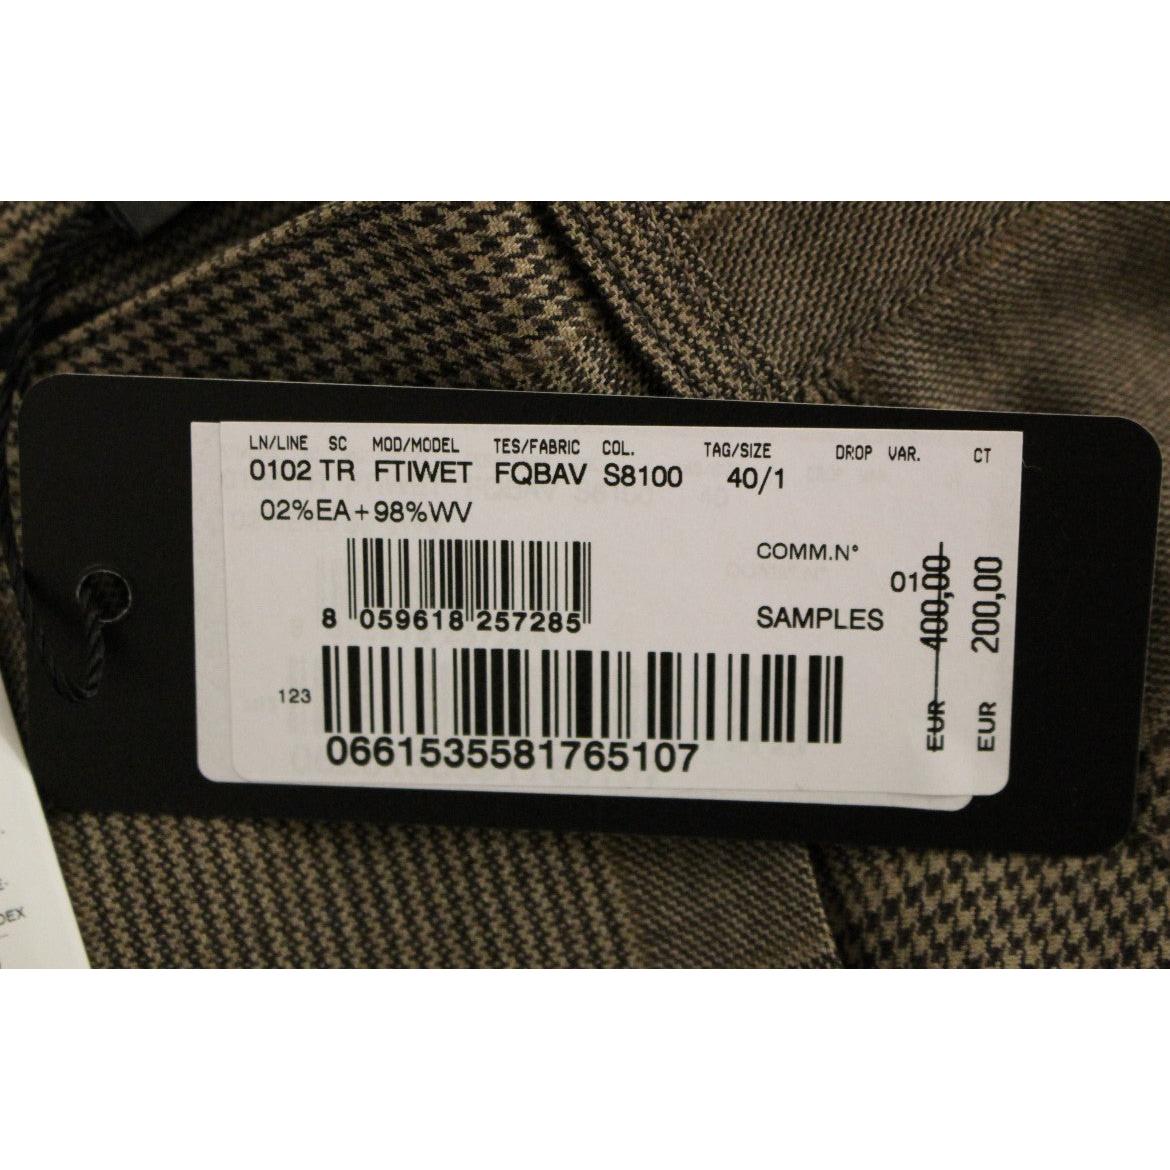 LN/LINE SC MOD/MODEL TES/FABRIC COL. TAG/SIZE DROP VAR. CT
0102 TR FTIWET FQBAV S8100 40/1
02%EA+98%WV
COMM.N°
01
SAMPLES
8 059618 257285
123
0661535581765107
EUR 400,00
EUR 200,00
DEX